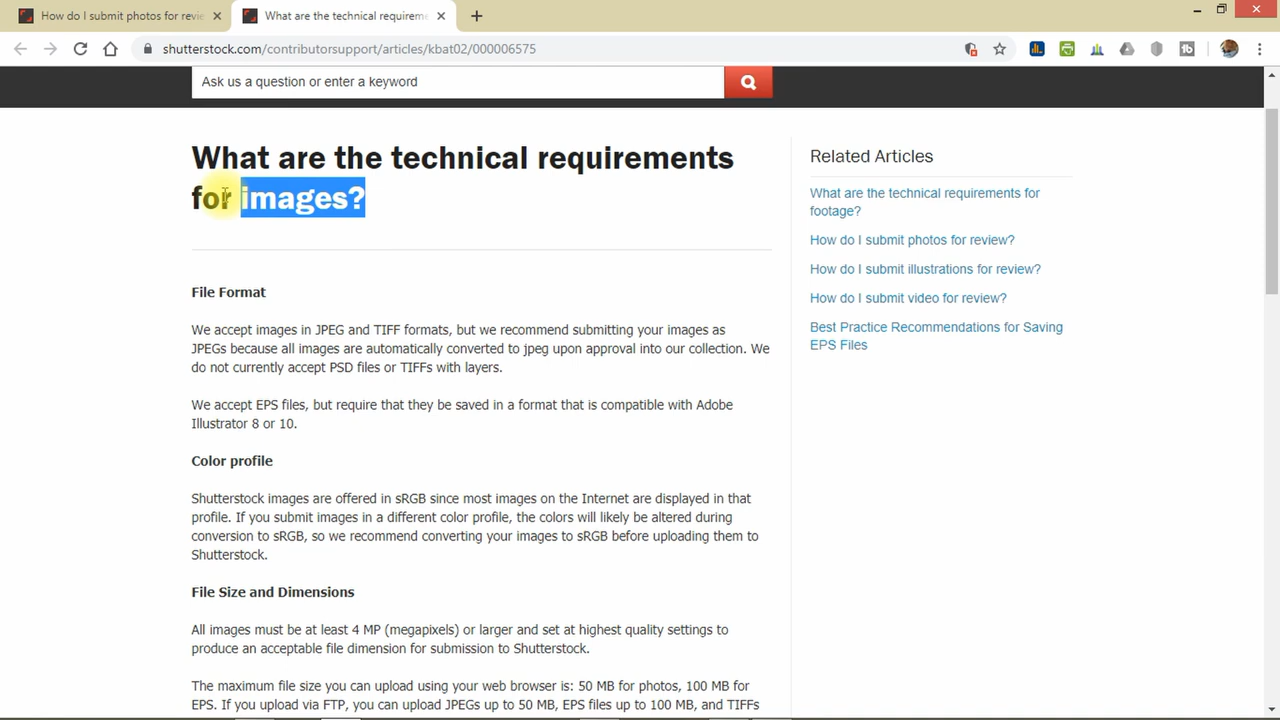 How do I submit photos for revie
What are the technical requireme
shutterstock.com/contributorsupport/articles/kbat02/000006575
Ask us a question or enter a keyword
What are the technical requirements
for images?
File Format
We accept images in JPEG and TIFF formats, but we recommend submitting your images as
JPEGs because all images are automatically converted to jpeg upon approval into our collection. We
do not currently accept PSD files or TIFFs with layers.
We accept EPS files, but require that they be saved in a format that is compatible with Adobe
Illustrator 8 or 10.
Color profile
Shutterstock images are offered in sRGB since most images on the Internet are displayed in that
profile. If you submit images in a different color profile, the colors will likely be altered during
conversion to sRGB, so we recommend converting your images to sRGB before uploading them to
Shutterstock.
File Size and Dimensions
All images must be at least 4 MP (megapixels) or larger and set at highest quality settings to
produce an acceptable file dimension for submission to Shutterstock.
The maximum file size you can upload using your web browser is: 50 MB for photos, 100 MB for
EPS. If you upload via FTP, you can upload JPEGs up to 50 MB, EPS files up to 100 MB, and TIFFs
Related Articles
What are the technical requirements for
footage?
How do I submit photos for review?
How do I submit illustrations for review?
How do I submit video for review?
Best Practice Recommendations for Saving
EPS Files